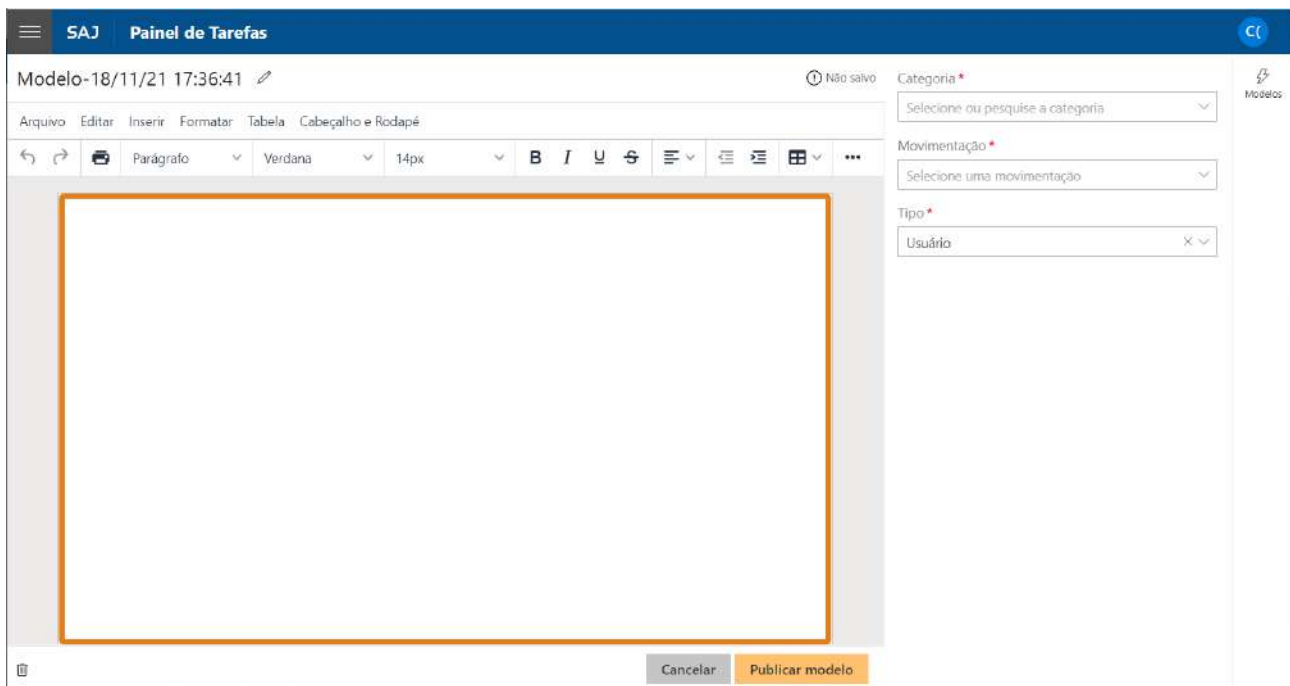 SAJ Painel de Tarefas C(
Modelo-18/11/21 17:36:41 Não salvo
Arquivo Editar Inserir Formatar Tabela Cabeçalho e Rodapé
Parágrafo Verdana 14px B I U S
Categoria *
Selecione ou pesquise a categoria
Movimentação *
Selecione uma movimentação
Tipo *
Usuário
Modelos
Cancelar Publicar modelo